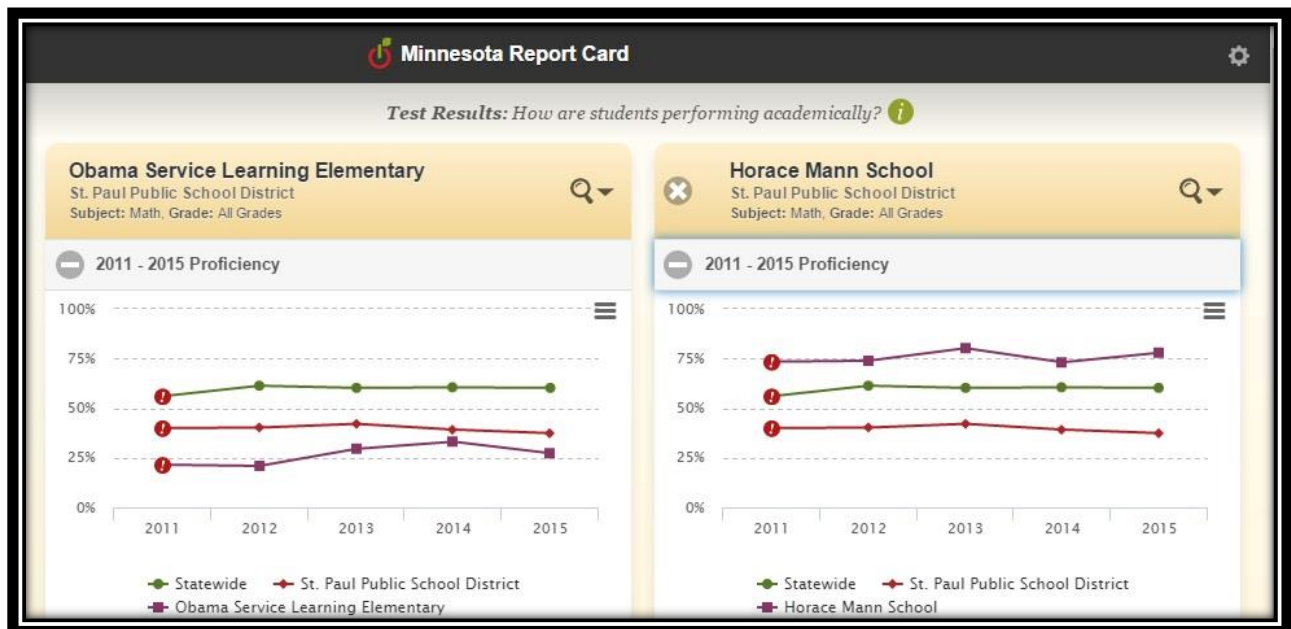 Minnesota Report Card
Test Results: How are students performing academically? i
Obama Service Learning Elementary
St. Paul Public School District
Subject: Math, Grade: All Grades
2011 - 2015 Proficiency
100%
75%
50%
25%
0%
2011 2012 2013 2014 2015
Statewide St. Paul Public School District
Obama Service Learning Elementary
Horace Mann School
St. Paul Public School District
Subject: Math, Grade: All Grades
2011 - 2015 Proficiency
100%
75%
50%
25%
0%
2011 2012 2013 2014 2015
Statewide St. Paul Public School District
Horace Mann School